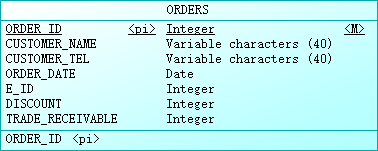 ORDERS
ORDER_ID <pi> Integer <M>
CUSTOMER_NAME Variable characters (40)
CUSTOMER_TEL Variable characters (40)
ORDER_DATE Date
E_ID Integer
DISCOUNT Integer
TRADE_RECEIVABLE Integer
ORDER_ID <pi>